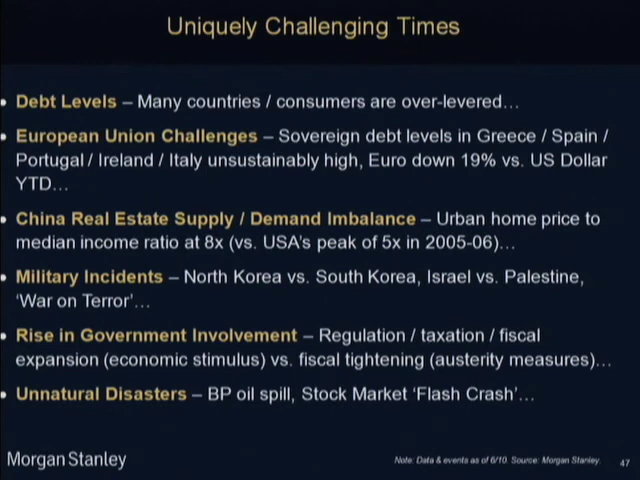 Uniquely Challenging Times
• Debt Levels – Many countries / consumers are over-levered…
• European Union Challenges – Sovereign debt levels in Greece / Spain /
Portugal / Ireland / Italy unsustainably high, Euro down 19% vs. US Dollar
YTD…
• China Real Estate Supply / Demand Imbalance – Urban home price to
median income ratio at 8x (vs. USA's peak of 5x in 2005-06)…
• Military Incidents – North Korea vs. South Korea, Israel vs. Palestine,
'War on Terror'…
• Rise in Government Involvement – Regulation / taxation / fiscal
expansion (economic stimulus) vs. fiscal tightening (austerity measures)…
• Unnatural Disasters – BP oil spill, Stock Market 'Flash Crash'…
Morgan Stanley
Note: Data & events as of 6/10. Source: Morgan Stanley.
47